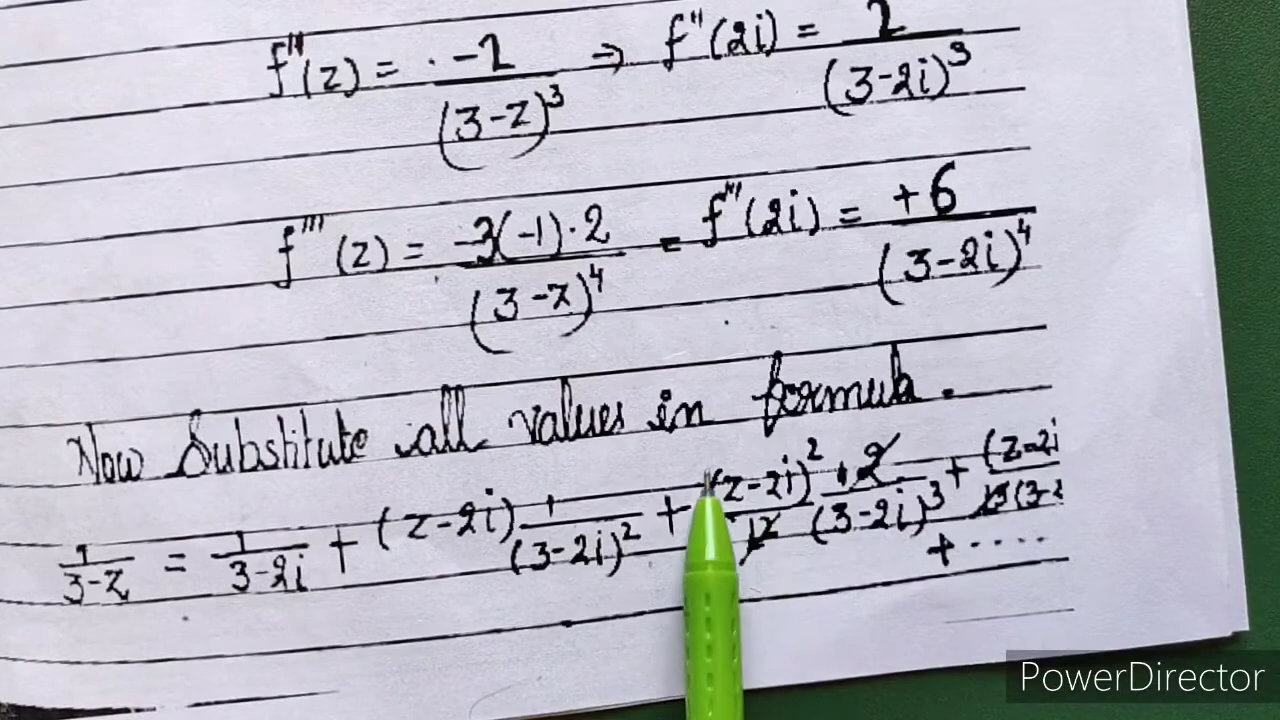 f'''(z) = . -2 / (3-z)^3 → f''(2i) = 2 / (3-2i)^3
f'''(z) = -3(-1)·2 / (3-z)^4 = f'''(2i) = +6 / (3-2i)^4
Now Substitute all values in formula.
1/(3-z) = 1/(3-2i) + (z-2i) 1/(3-2i)^2 + (z-2i)^2 / 12 · 2/(3-2i)^3 + (z-2i
+ .....
PowerDirector